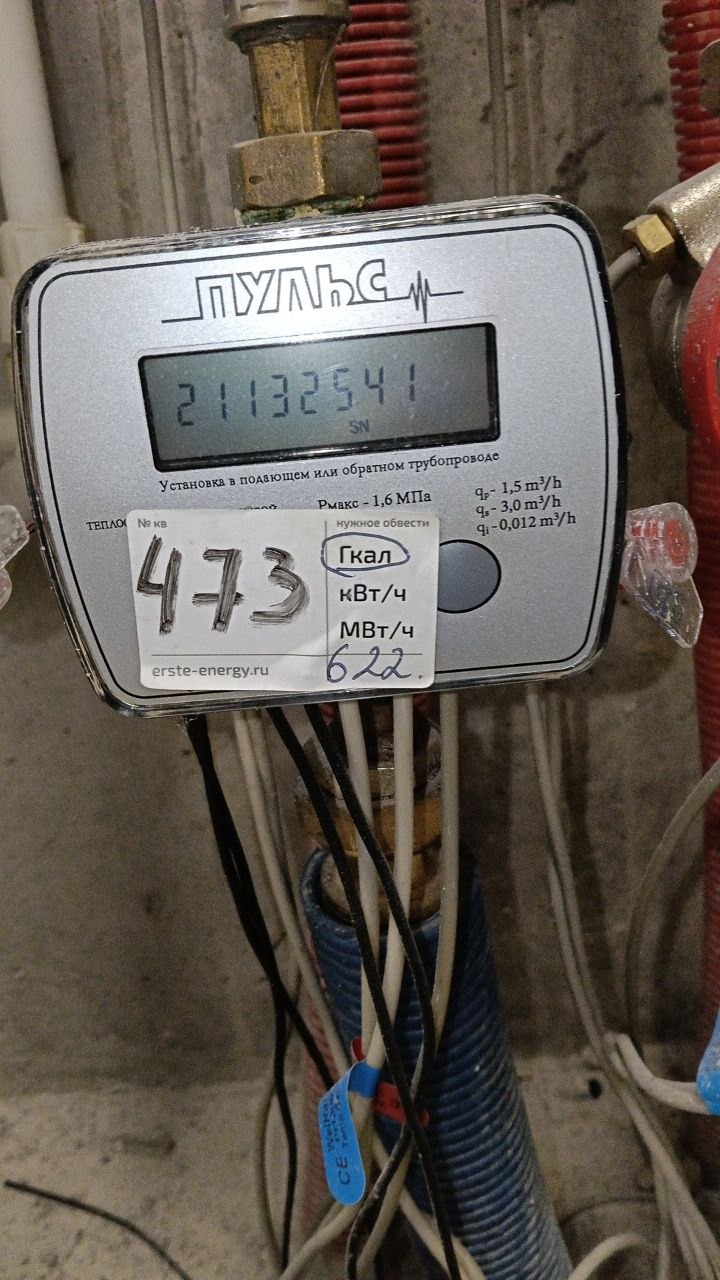 ПУЛЬС
21132541
SN
Установка в подающем или обратном трубопроводе
Рмакс - 1,6 МПа
qp- 1,5 m³/h
qs- 3,0 m³/h
qi-0,012 m³/h
№ кв
нужное обвести
473
Гкал
кВт/ч
МВт/ч
erste-energy.ru
622.
CE